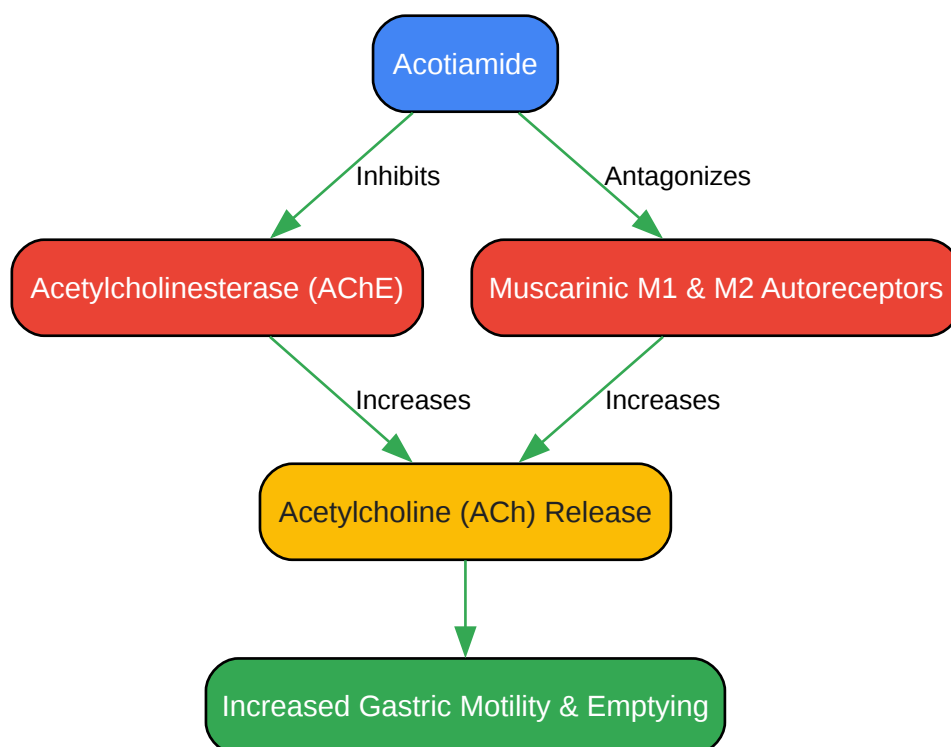 Acotiamide
Inhibits
Antagonizes
Acetylcholinesterase (AChE)
Muscarinic M1 & M2 Autoreceptors
Increases
Increases
Acetylcholine (ACh) Release
Increased Gastric Motility & Emptying